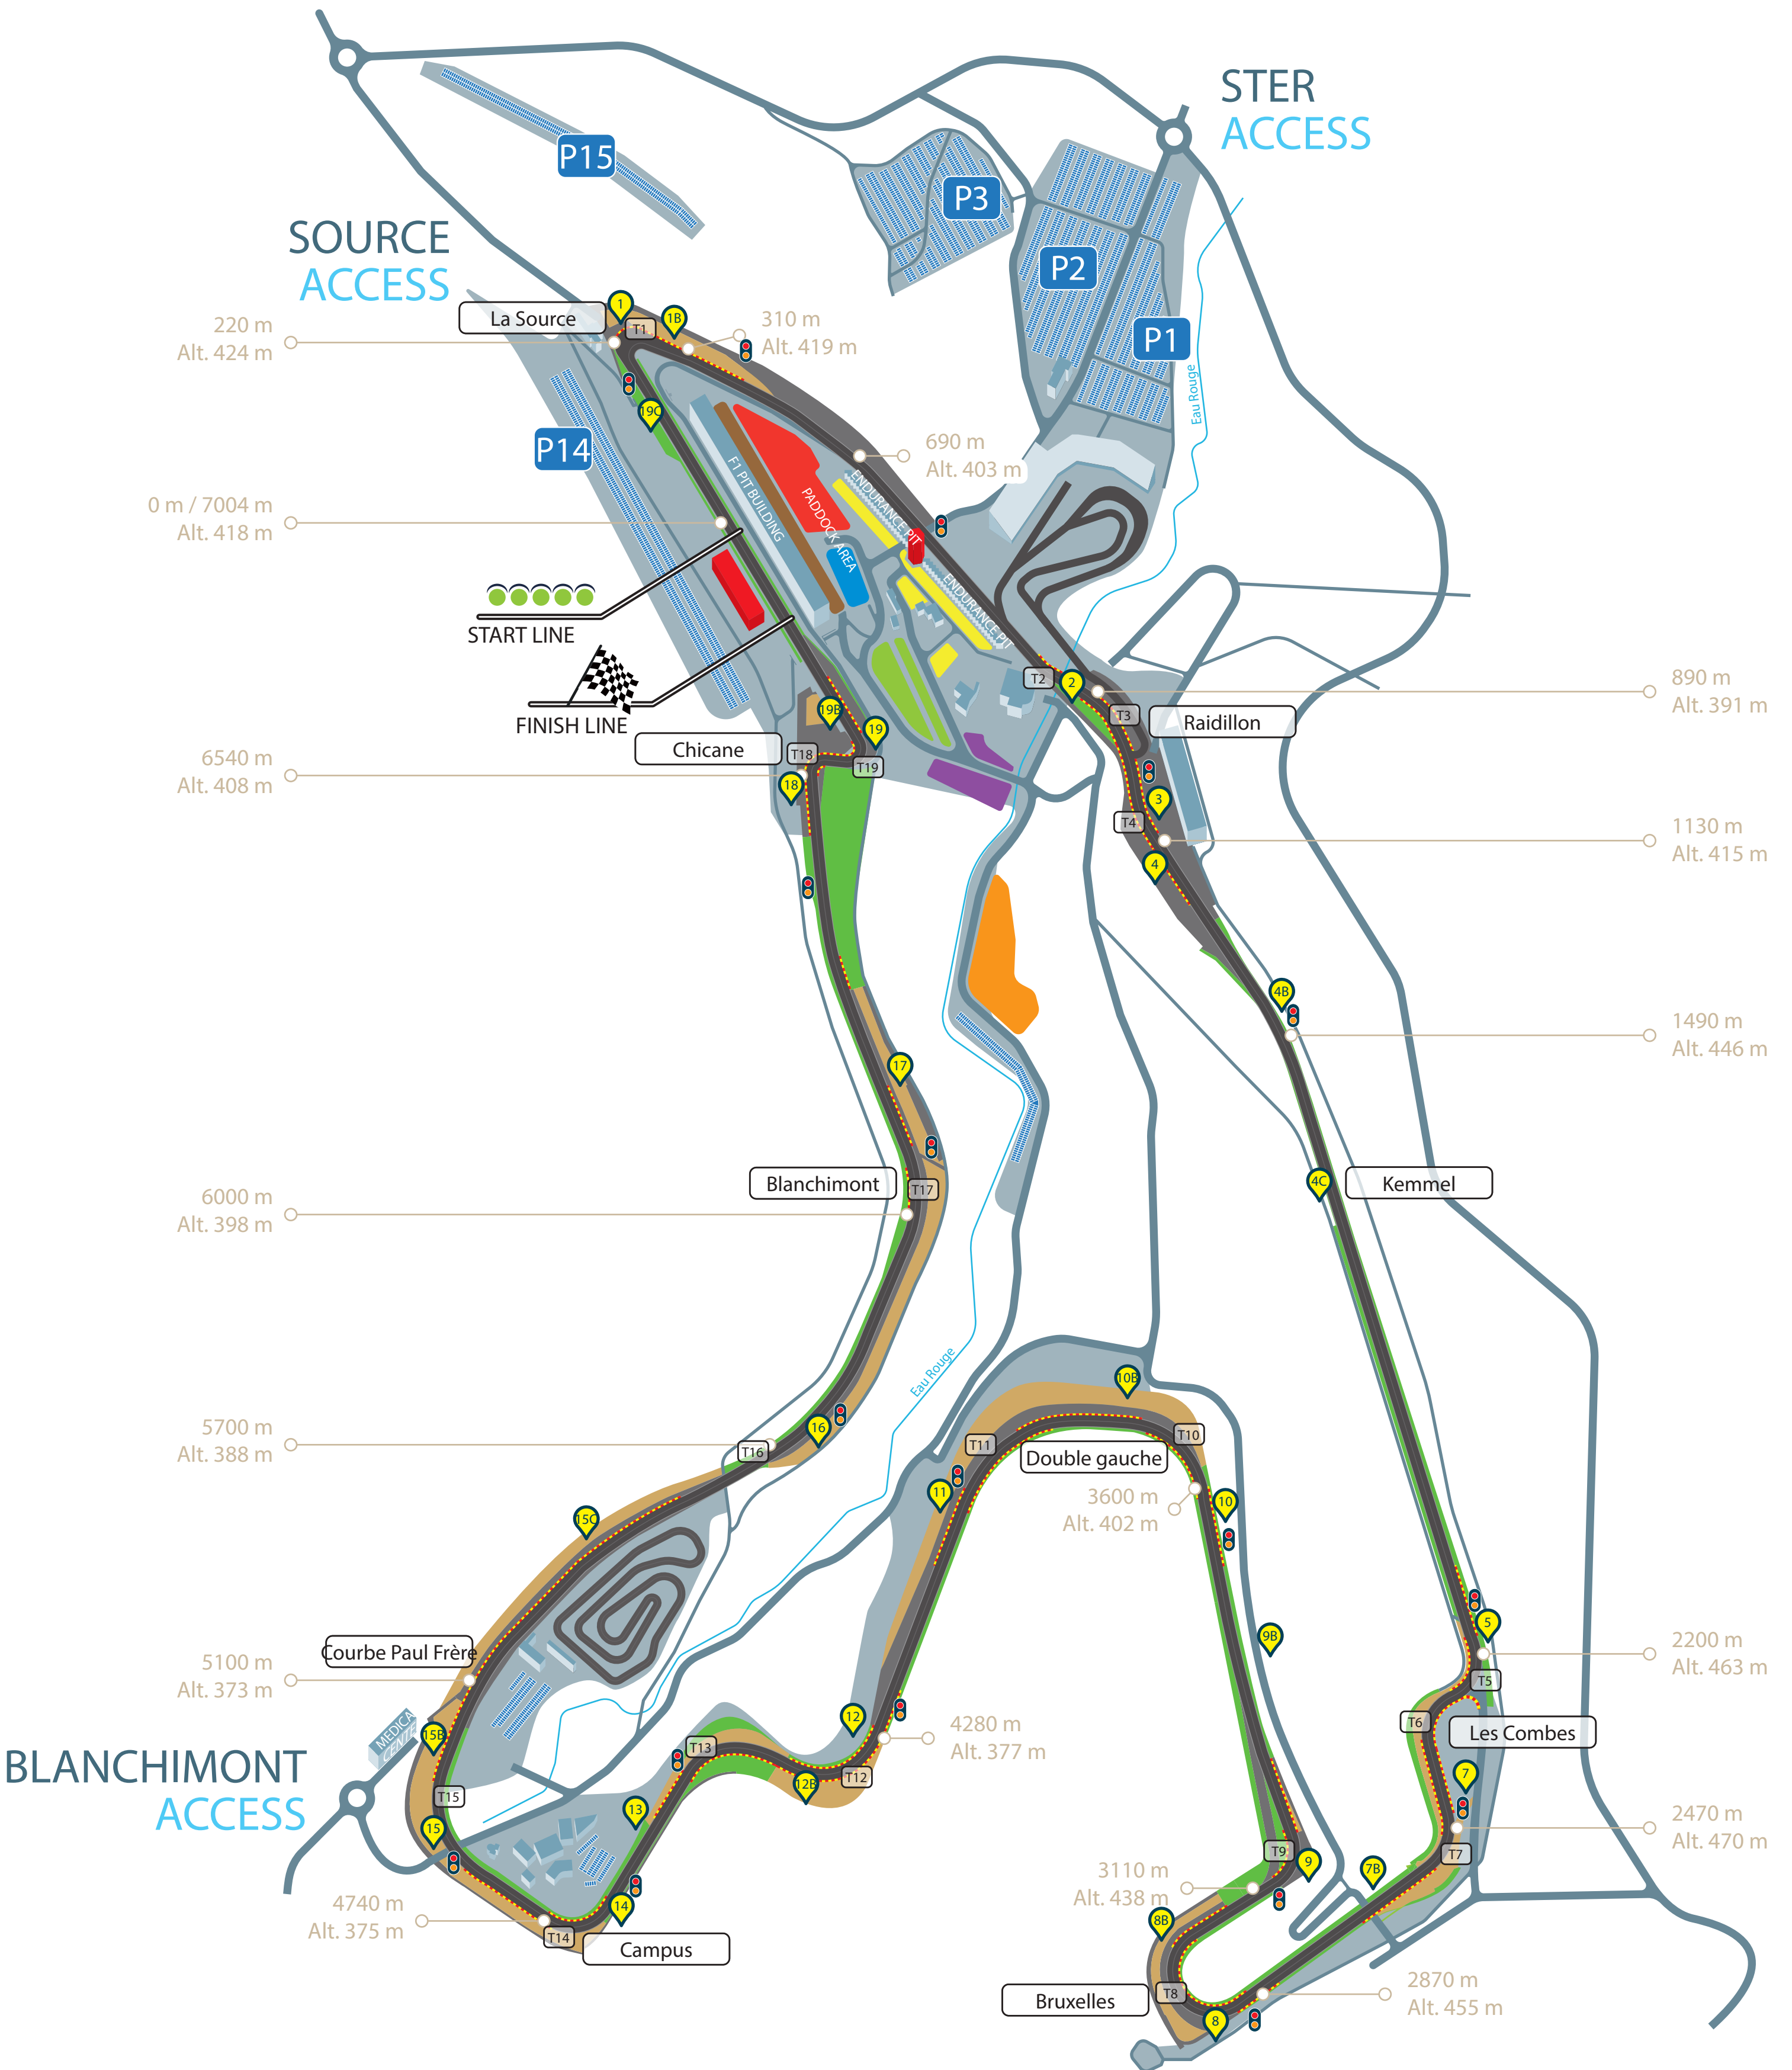 STER
ACCESS
P15
P3
SOURCE
ACCESS
P2
P1
La Source
1
T1
1B
310 m
Alt. 419 m
220 m
Alt. 424 m
Eau Rouge
19C
P14
F1 PIT BUILDING
PADDOCK AREA
ENDURANCE PIT
ENDURANCE PIT
690 m
Alt. 403 m
0 m / 7004 m
Alt. 418 m
START LINE
FINISH LINE
T2
2
890 m
Alt. 391 m
T3
Raidillon
19B
19
Chicane
T18
T19
6540 m
Alt. 408 m
18
3
T4
1130 m
Alt. 415 m
4
4B
1490 m
Alt. 446 m
17
Blanchimont
T17
4C
Kemmel
6000 m
Alt. 398 m
Eau Rouge
10B
5700 m
Alt. 388 m
T16
16
T11
T10
Double gauche
3600 m
Alt. 402 m
11
10
15C
9B
5
2200 m
Alt. 463 m
T5
Courbe Paul Frère
5100 m
Alt. 373 m
MEDICAL
CENTRE
15B
12
T6
Les Combes
4280 m
Alt. 377 m
T13
12B
T12
7
BLANCHIMONT
ACCESS
T15
15
13
2470 m
Alt. 470 m
T7
T9
9
7B
3110 m
Alt. 438 m
14
4740 m
Alt. 375 m
T14
Campus
8B
2870 m
Alt. 455 m
Bruxelles
T8
8